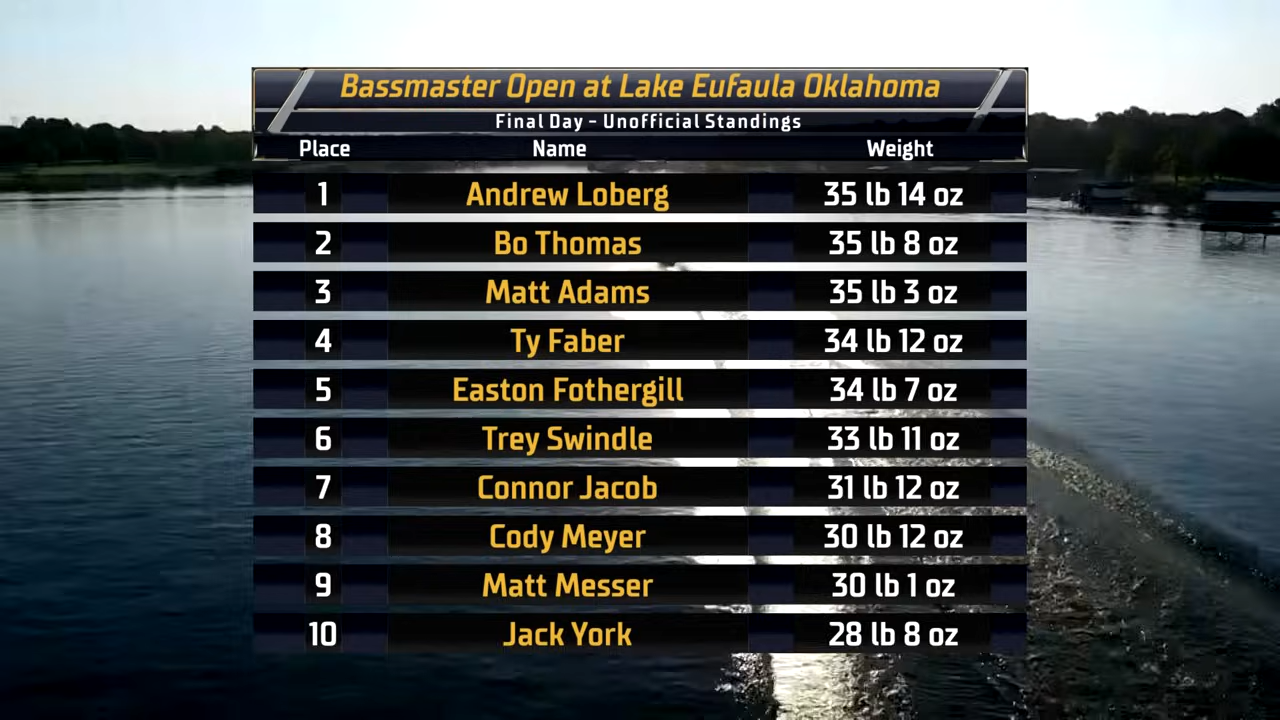 Bassmaster Open at Lake Eufaula Oklahoma
Final Day - Unofficial Standings
Place Name Weight
1 Andrew Loberg 35 lb 14 oz
2 Bo Thomas 35 lb 8 oz
3 Matt Adams 35 lb 3 oz
4 Ty Faber 34 lb 12 oz
5 Easton Fothergill 34 lb 7 oz
6 Trey Swindle 33 lb 11 oz
7 Connor Jacob 31 lb 12 oz
8 Cody Meyer 30 lb 12 oz
9 Matt Messer 30 lb 1 oz
10 Jack York 28 lb 8 oz